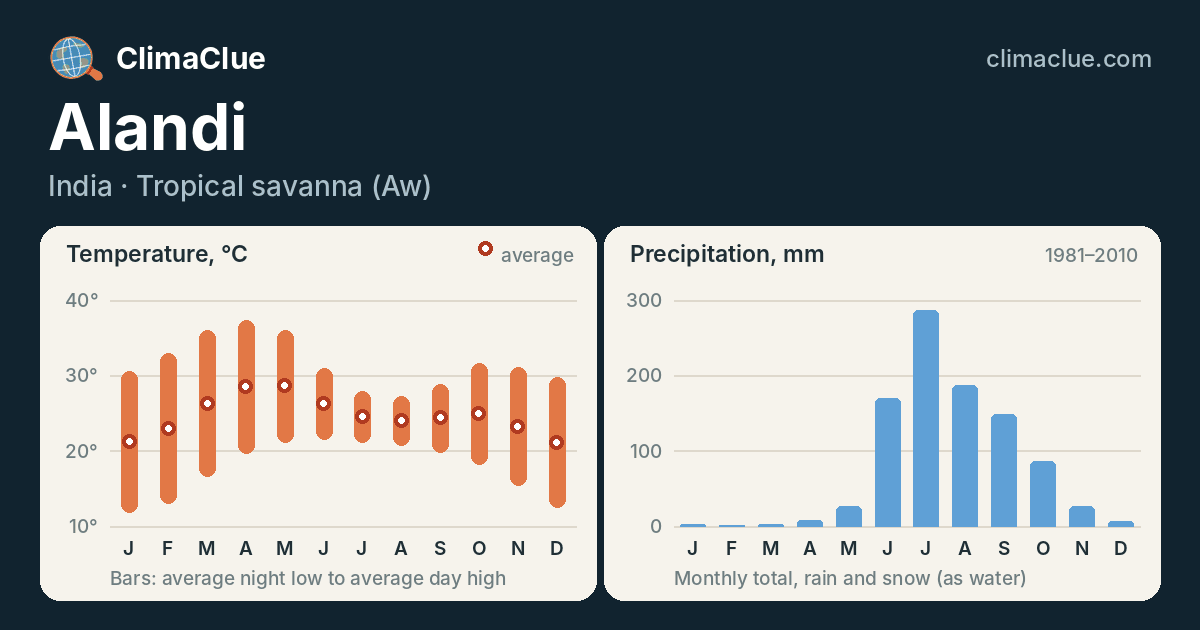 ClimaClue
climaclue.com
Alandi
India · Tropical savanna (Aw)
Temperature, °C
average
40°
30°
20°
10°
J F M A M J J A S O N D
Bars: average night low to average day high
Precipitation, mm
1981–2010
300
200
100
0
J F M A M J J A S O N D
Monthly total, rain and snow (as water)